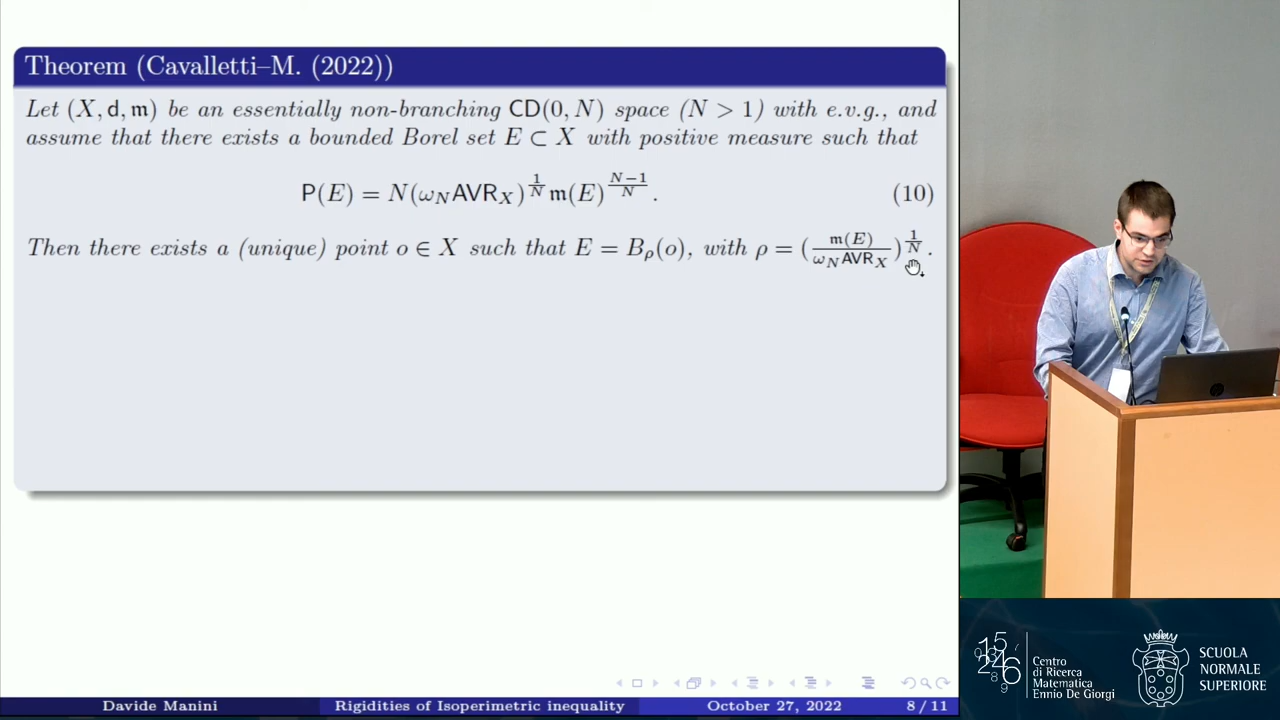 Theorem (Cavalletti–M. (2022))
Let (X, d, 𝔪) be an essentially non-branching CD(0, N) space (N > 1) with e.v.g., and
assume that there exists a bounded Borel set E ⊂ X with positive measure such that
P(E) = N(ω_N AVR_X)^{1/N} 𝔪(E)^{(N−1)/N}. (10)
Then there exists a (unique) point o ∈ X such that E = B_ρ(o), with ρ = (𝔪(E)/(ω_N AVR_X))^{1/N}.
Davide Manini Rigidities of Isoperimetric inequality October 27, 2022 8 / 11
Centro
di Ricerca
Matematica
Ennio De Giorgi
SCUOLA
NORMALE
SUPERIORE